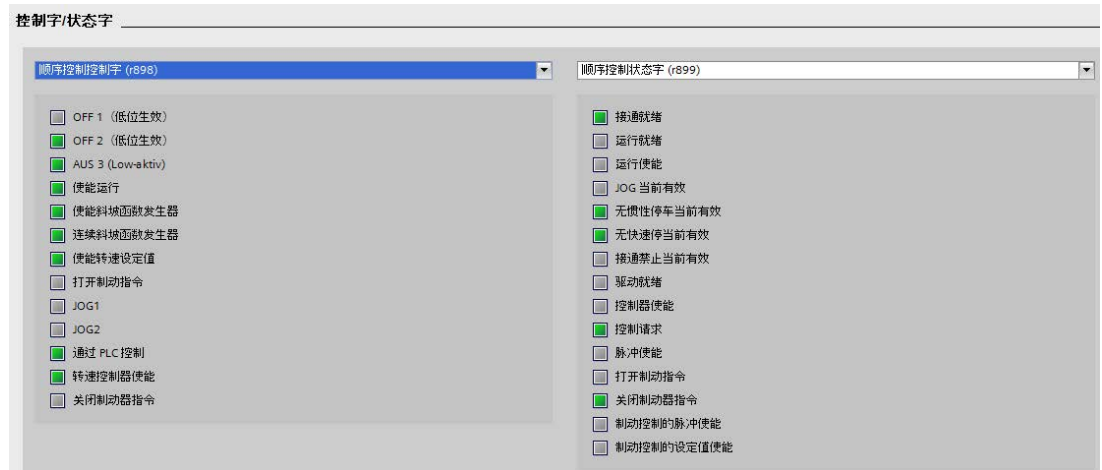 控制字/状态字
顺序控制控制字 (r898)
OFF 1（低位生效）
OFF 2（低位生效）
AUS 3 (Low-aktiv)
使能运行
使能斜坡函数发生器
连续斜坡函数发生器
使能转速设定值
打开制动指令
JOG1
JOG2
通过 PLC 控制
转速控制器使能
关闭制动器指令
顺序控制状态字 (r899)
接通就绪
运行就绪
运行使能
JOG 当前有效
无惯性停车当前有效
无快速停当前有效
接通禁止当前有效
驱动就绪
控制器使能
控制请求
脉冲使能
打开制动指令
关闭制动器指令
制动控制的脉冲使能
制动控制的设定值使能